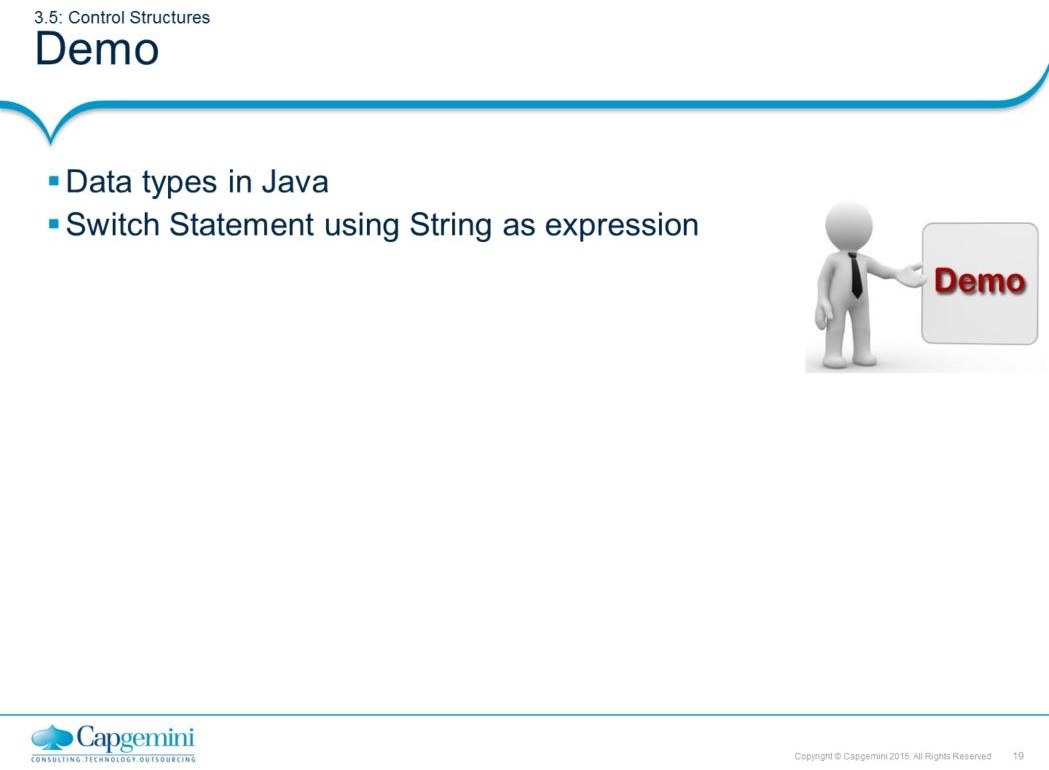 3.5: Control Structures
Demo
Data types in Java
Switch Statement using String as expression
Demo
Capgemini
CONSULTING.TECHNOLOGY.OUTSOURCING
Copyright © Capgemini 2015. All Rights Reserved 19